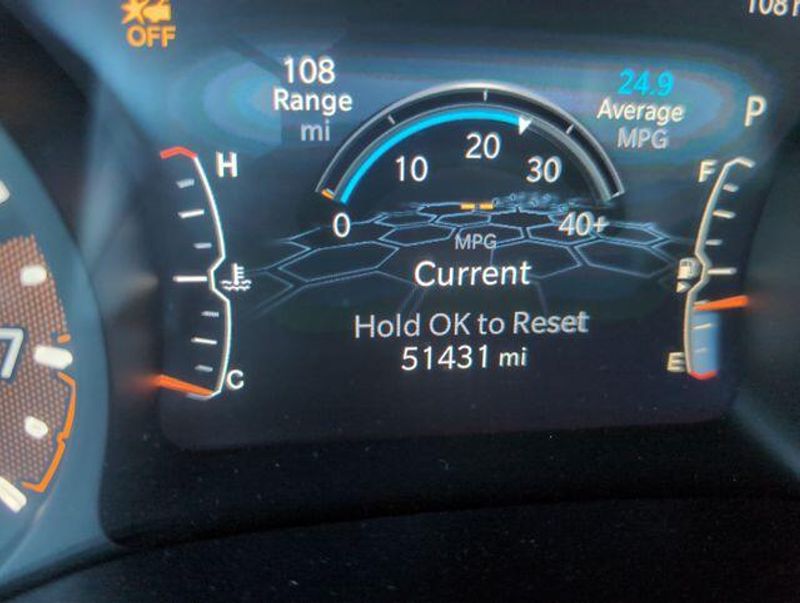 OFF
108
Range
mi
24.9
Average
MPG
P
H
F
10
20
30
0
40+
MPG
Current
Hold OK to Reset
51431 mi
C
E
7